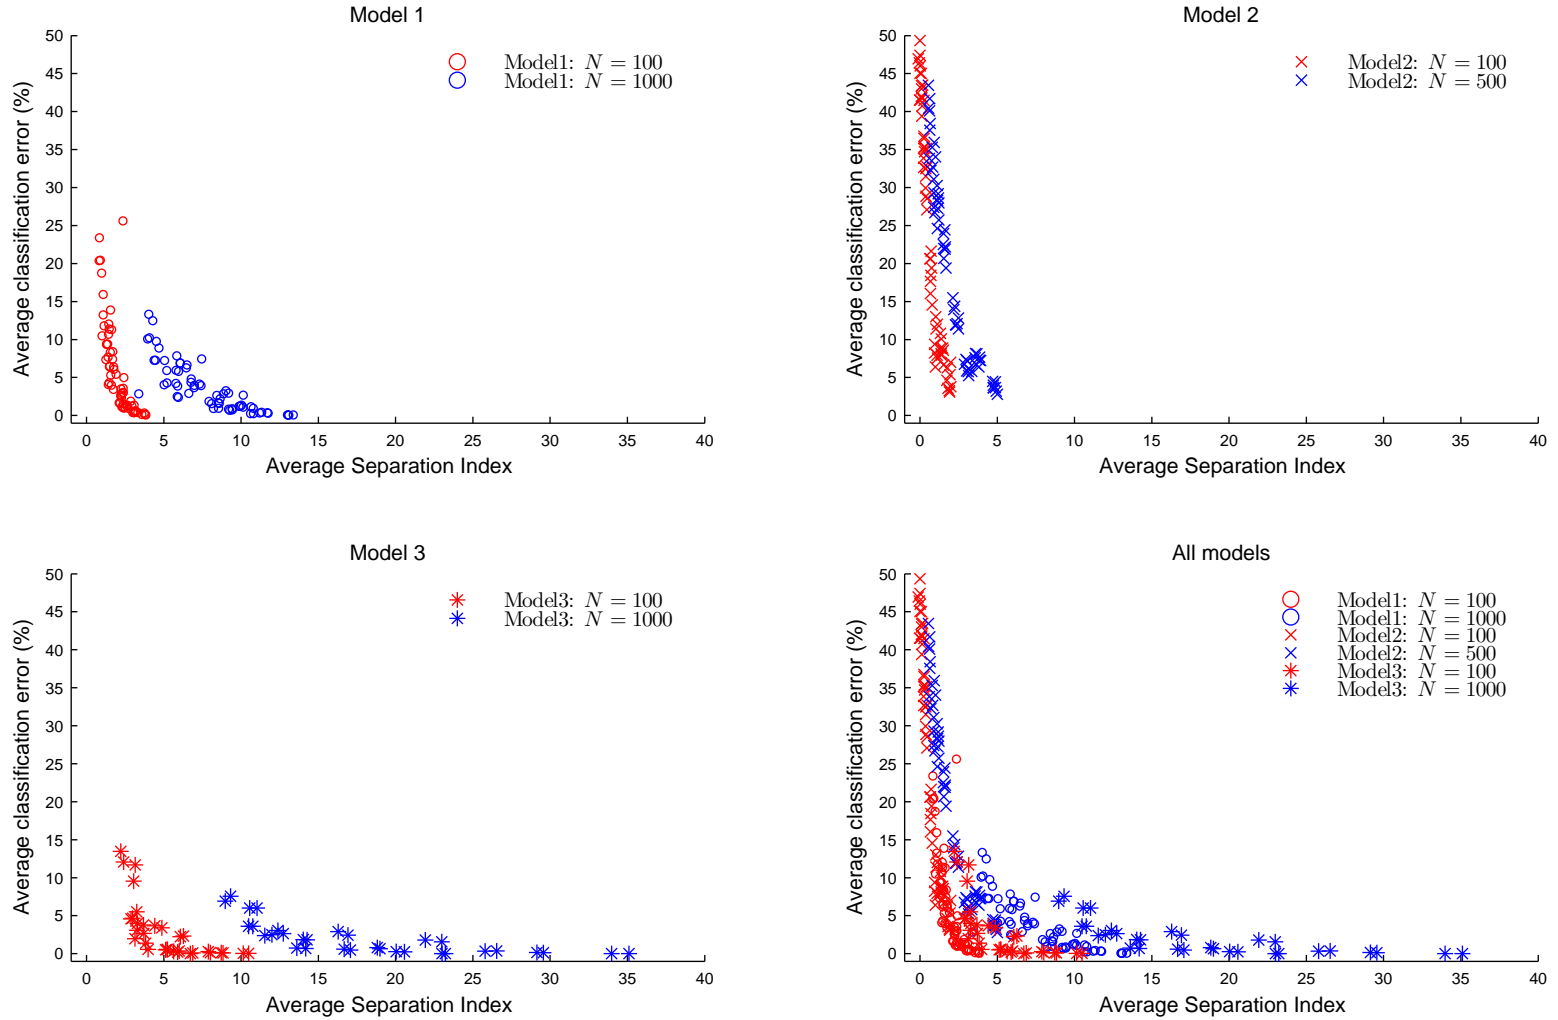 Model 1
50
45
40
35
30
25
20
15
10
5
0
Average classification error (%)
Model1: N = 100
Model1: N = 1000
0 5 10 15 20 25 30 35 40
Average Separation Index
Model 2
50
45
40
35
30
25
20
15
10
5
0
Average classification error (%)
Model2: N = 100
Model2: N = 500
0 5 10 15 20 25 30 35 40
Average Separation Index
Model 3
50
45
40
35
30
25
20
15
10
5
0
Average classification error (%)
Model3: N = 100
Model3: N = 1000
0 5 10 15 20 25 30 35 40
Average Separation Index
All models
50
45
40
35
30
25
20
15
10
5
0
Average classification error (%)
Model1: N = 100
Model1: N = 1000
Model2: N = 100
Model2: N = 500
Model3: N = 100
Model3: N = 1000
0 5 10 15 20 25 30 35 40
Average Separation Index